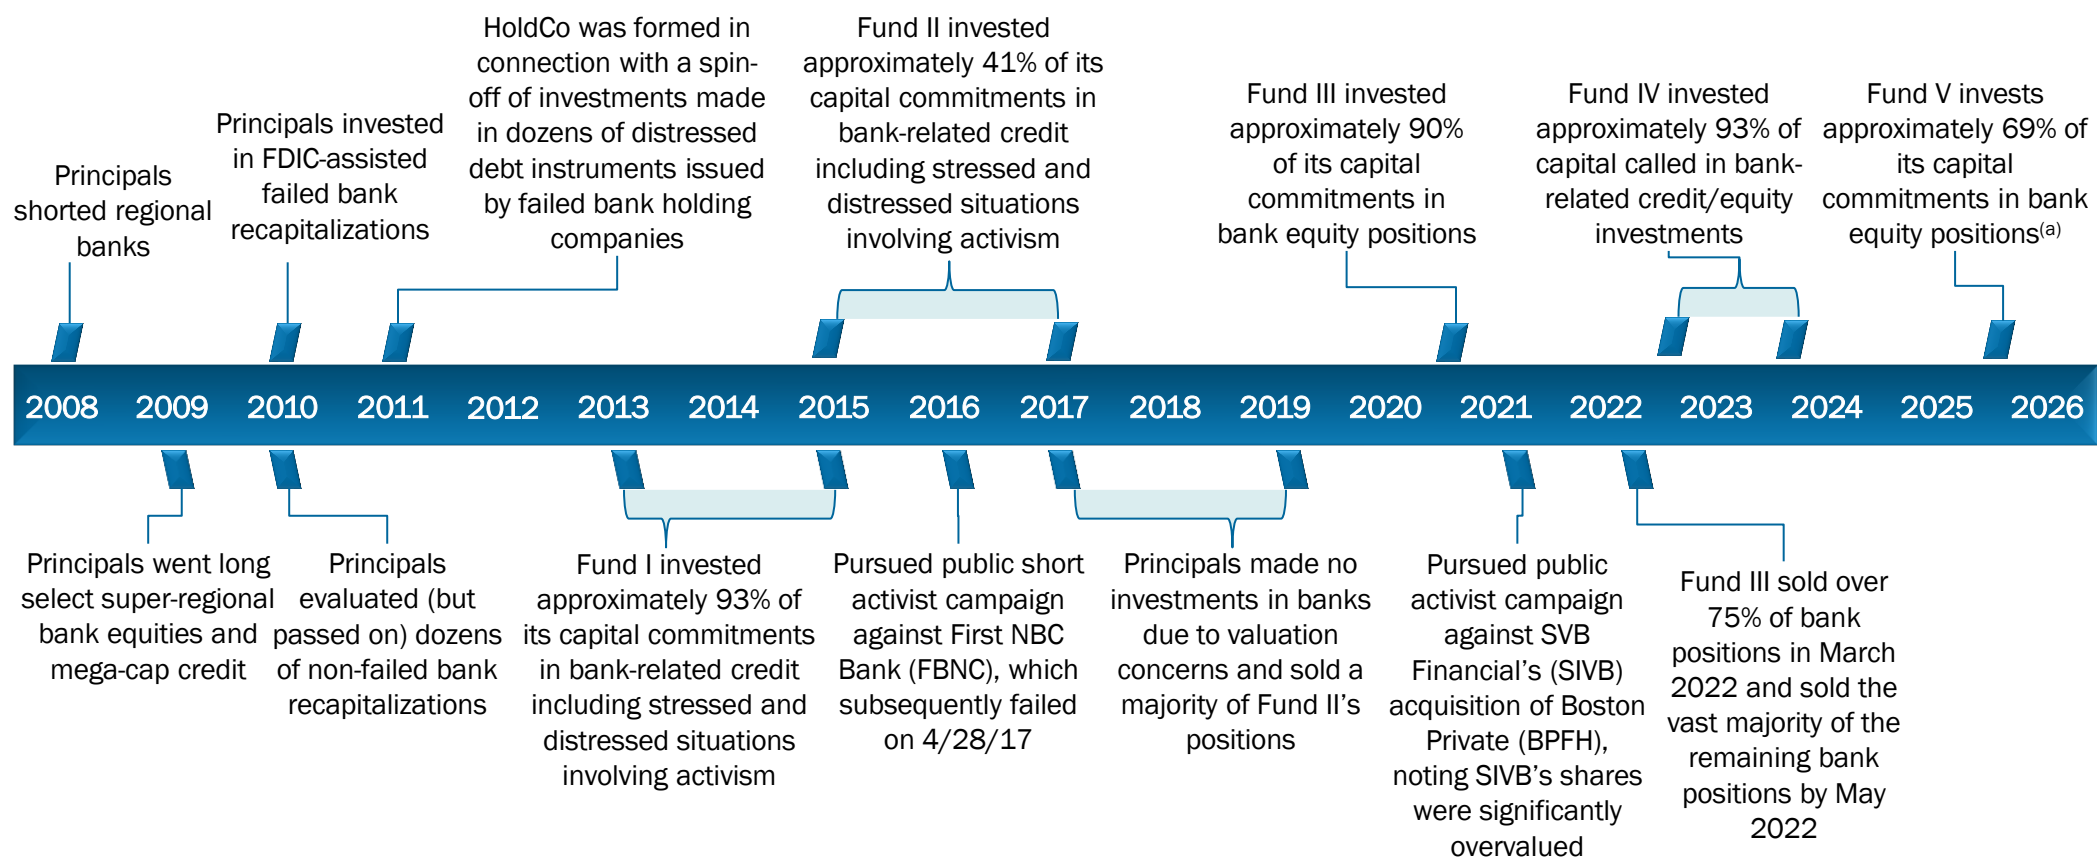 Principals
shorted regional
banks
Principals invested
in FDIC-assisted
failed bank
recapitalizations
HoldCo was formed in
connection with a spin-
off of investments made
in dozens of distressed
debt instruments issued
by failed bank holding
companies
Fund II invested
approximately 41% of its
capital commitments in
bank-related credit
including stressed and
distressed situations
involving activism
Fund III invested
approximately 90%
of its capital
commitments in
bank equity positions
Fund IV invested
approximately 93% of
capital called in bank-
related credit/equity
investments
Fund V invests
approximately 69% of
its capital
commitments in bank
equity positions(a)
2008 2009 2010 2011 2012 2013 2014 2015 2016 2017 2018 2019 2020 2021 2022 2023 2024 2025 2026
Principals went long
select super-regional
bank equities and
mega-cap credit
Principals
evaluated (but
passed on) dozens
of non-failed bank
recapitalizations
Fund I invested
approximately 93% of
its capital commitments
in bank-related credit
including stressed and
distressed situations
involving activism
Pursued public short
activist campaign
against First NBC
Bank (FBNC), which
subsequently failed
on 4/28/17
Principals made no
investments in banks
due to valuation
concerns and sold a
majority of Fund II’s
positions
Pursued public
activist campaign
against SVB
Financial’s (SIVB)
acquisition of Boston
Private (BPFH),
noting SIVB’s shares
were significantly
overvalued
Fund III sold over
75% of bank
positions in March
2022 and sold the
vast majority of the
remaining bank
positions by May
2022